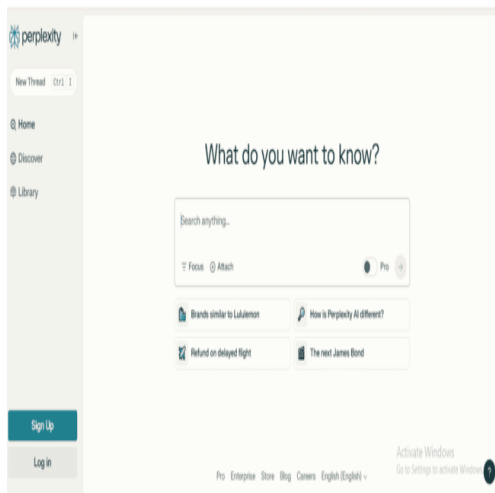 perplexity
New Thread Ctrl I
Home
Discover
Library
What do you want to know?
Search anything...
Focus Attach Pro
Brands similar to Lululemon
How is Perplexity AI different?
Refund on delayed flight
The next James Bond
Sign Up
Log in
Activate Windows
Go to Settings to activate Windows
Pro Enterprise Store Blog Careers English (English)
?